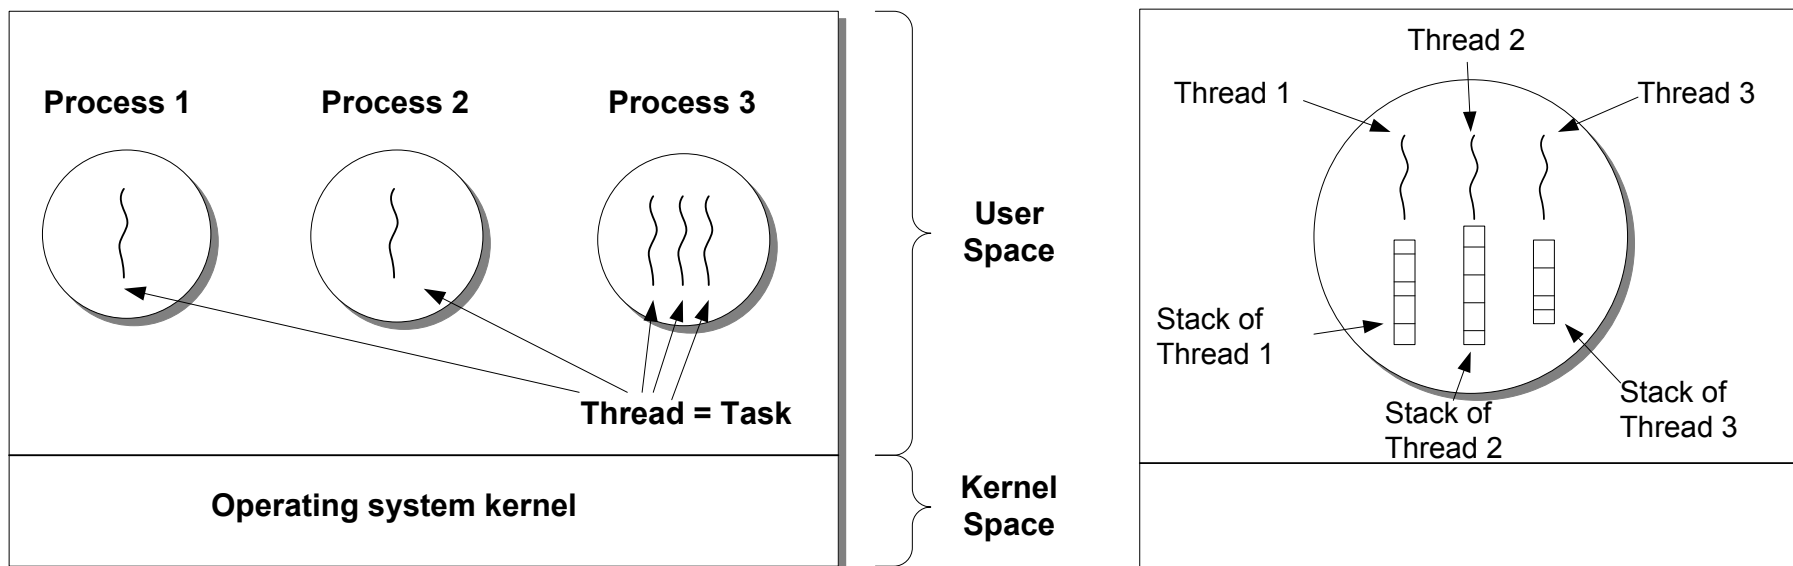 Process 1
Process 2
Process 3
Thread = Task
Operating system kernel
User
Space
Kernel
Space
Thread 2
Thread 1
Thread 3
Stack of
Thread 1
Stack of
Thread 2
Stack of
Thread 3